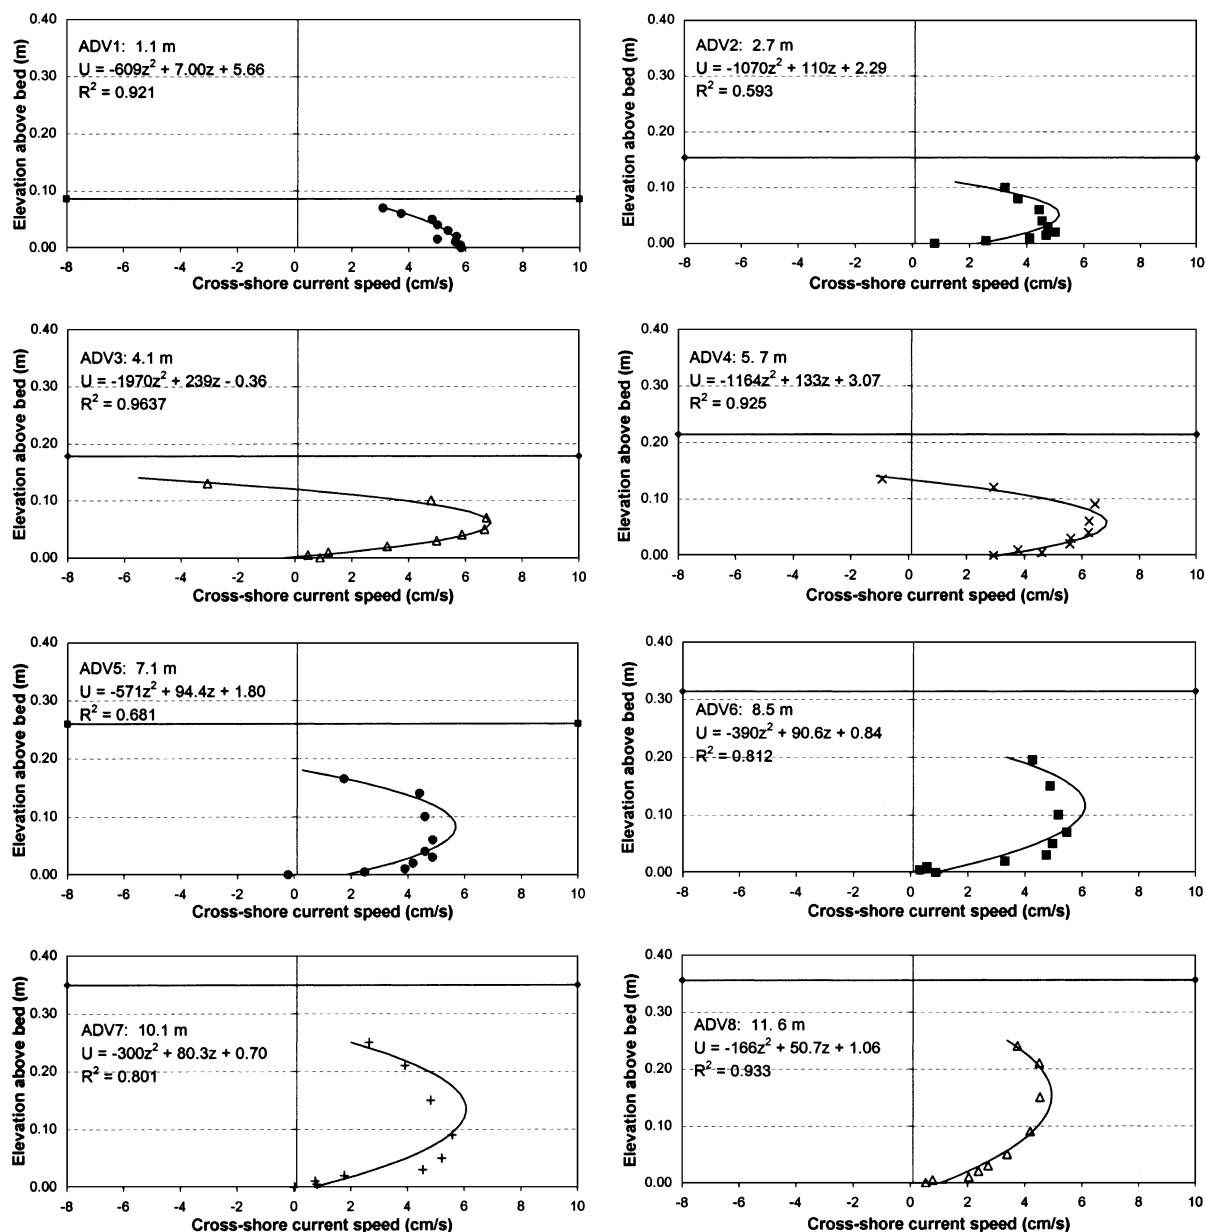 0.40
0.30
0.20
0.10
0.00
Elevation above bed (m)
ADV1: 1.1 m
U = -609z² + 7.00z + 5.66
R² = 0.921
-8 -6 -4 -2 0 2 4 6 8 10
Cross-shore current speed (cm/s)
0.40
0.30
0.20
0.10
0.00
Elevation above bed (m)
ADV2: 2.7 m
U = -1070z² + 110z + 2.29
R² = 0.593
-8 -6 -4 -2 0 2 4 6 8 10
Cross-shore current speed (cm/s)
0.40
0.30
0.20
0.10
0.00
Elevation above bed (m)
ADV3: 4.1 m
U = -1970z² + 239z - 0.36
R² = 0.9637
-8 -6 -4 -2 0 2 4 6 8 10
Cross-shore current speed (cm/s)
0.40
0.30
0.20
0.10
0.00
Elevation above bed (m)
ADV4: 5. 7 m
U = -1164z² + 133z + 3.07
R² = 0.925
-8 -6 -4 -2 0 2 4 6 8 10
Cross-shore current speed (cm/s)
0.40
0.30
0.20
0.10
0.00
Elevation above bed (m)
ADV5: 7.1 m
U = -571z² + 94.4z + 1.80
R² = 0.681
-8 -6 -4 -2 0 2 4 6 8 10
Cross-shore current speed (cm/s)
0.40
0.30
0.20
0.10
0.00
Elevation above bed (m)
ADV6: 8.5 m
U = -390z² + 90.6z + 0.84
R² = 0.812
-8 -6 -4 -2 0 2 4 6 8 10
Cross-shore current speed (cm/s)
0.40
0.30
0.20
0.10
0.00
Elevation above bed (m)
ADV7: 10.1 m
U = -300z² + 80.3z + 0.70
R² = 0.801
-8 -6 -4 -2 0 2 4 6 8 10
Cross-shore current speed (cm/s)
0.40
0.30
0.20
0.10
0.00
Elevation above bed (m)
ADV8: 11. 6 m
U = -166z² + 50.7z + 1.06
R² = 0.933
-8 -6 -4 -2 0 2 4 6 8 10
Cross-shore current speed (cm/s)